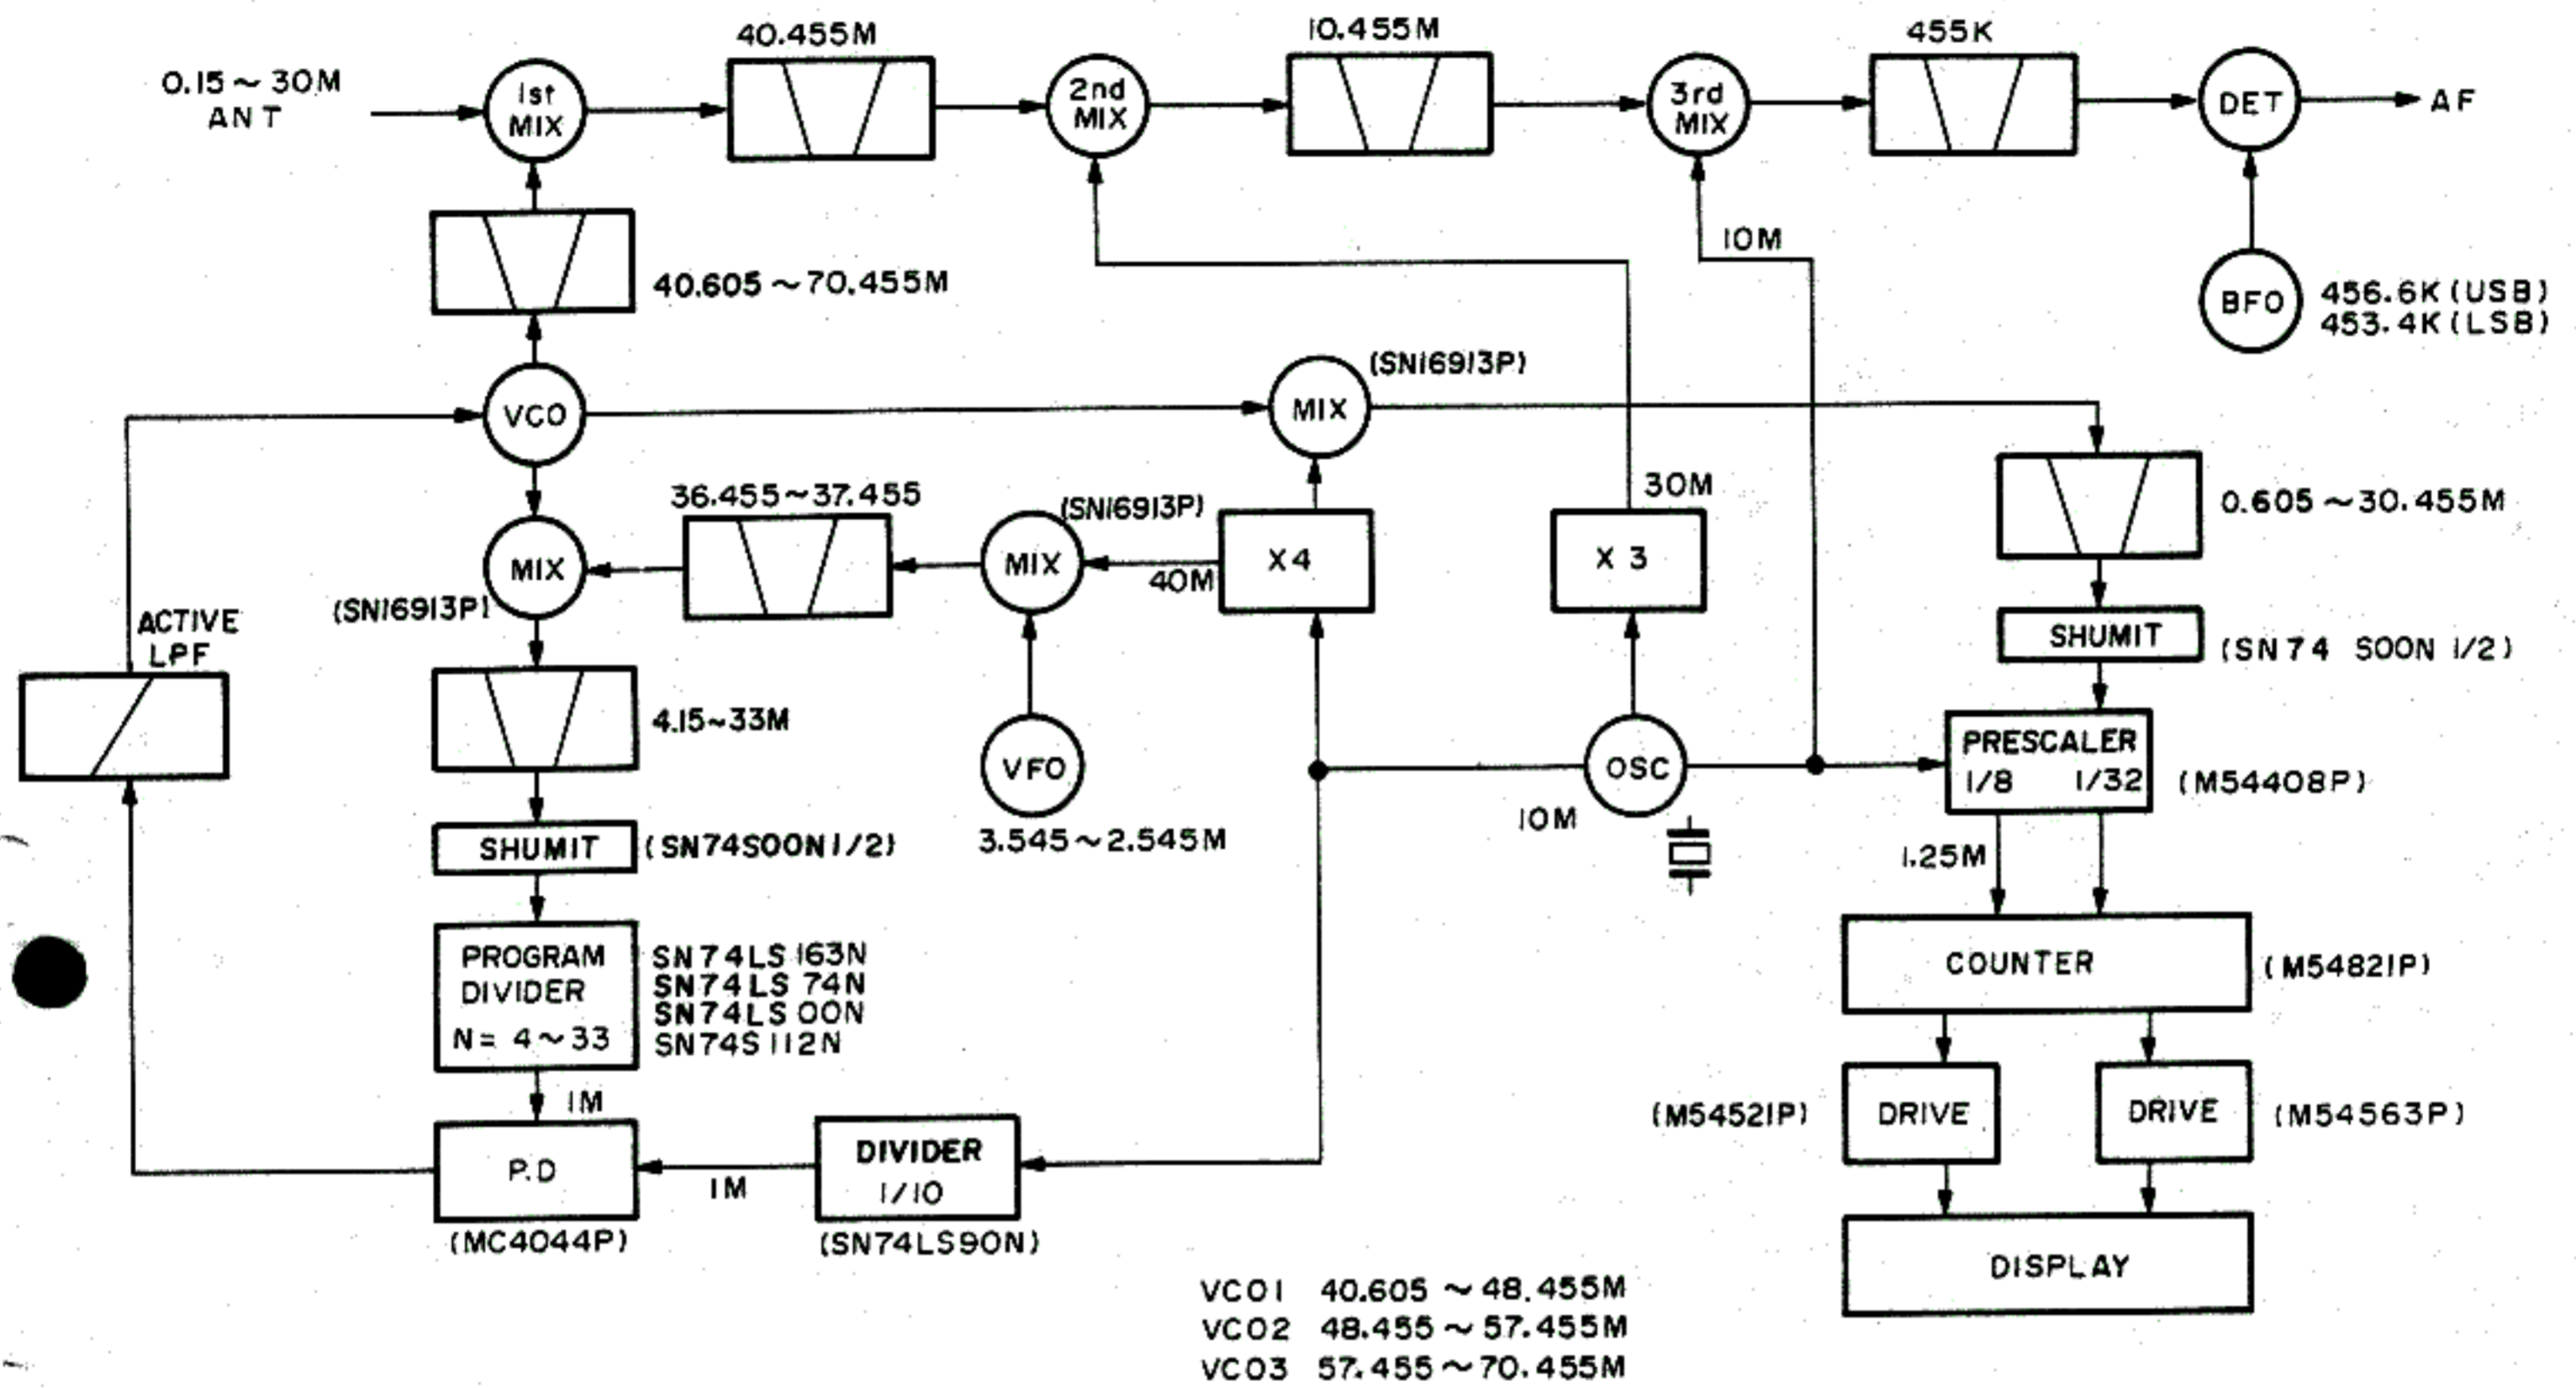 40.455M
10.455M
455K
0.15~30M
ANT
1st
MIX
2nd
MIX
3rd
MIX
DET
AF
40.605~70.455M
10M
BFO
456.6K(USB)
453.4K(LSB)
VCO
MIX
(SN16913P)
36.455~37.455
(SN16913P)
30M
0.605~30.455M
MIX
MIX
40M
X4
X 3
(SN16913P)
ACTIVE
LPF
SHUMIT
(SN74 S00N 1/2)
4.15~33M
VFO
OSC
PRESCALER
1/8 1/32
(M54408P)
10M
3.545~2.545M
SHUMIT
(SN74S00N1/2)
1.25M
PROGRAM
DIVIDER
N= 4~33
SN74LS163N
SN74LS 74N
SN74LS 00N
SN74S112N
COUNTER
(M54821P)
1M
P.D
1M
DIVIDER
1/10
(M54521P)
DRIVE
DRIVE
(M54563P)
(MC4044P)
(SN74LS90N)
DISPLAY
VCO1 40.605~48.455M
VCO2 48.455~57.455M
VCO3 57.455~70.455M